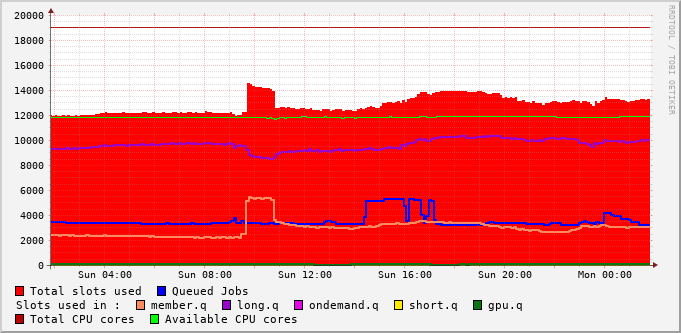 20000
18000
16000
14000
12000
10000
8000
6000
4000
2000
0
Sun 04:00 Sun 08:00 Sun 12:00 Sun 16:00 Sun 20:00 Mon 00:00
Total slots used Queued Jobs
Slots used in : member.q long.q ondemand.q short.q gpu.q
Total CPU cores Available CPU cores
RRDTOOL / TOBI OETIKER